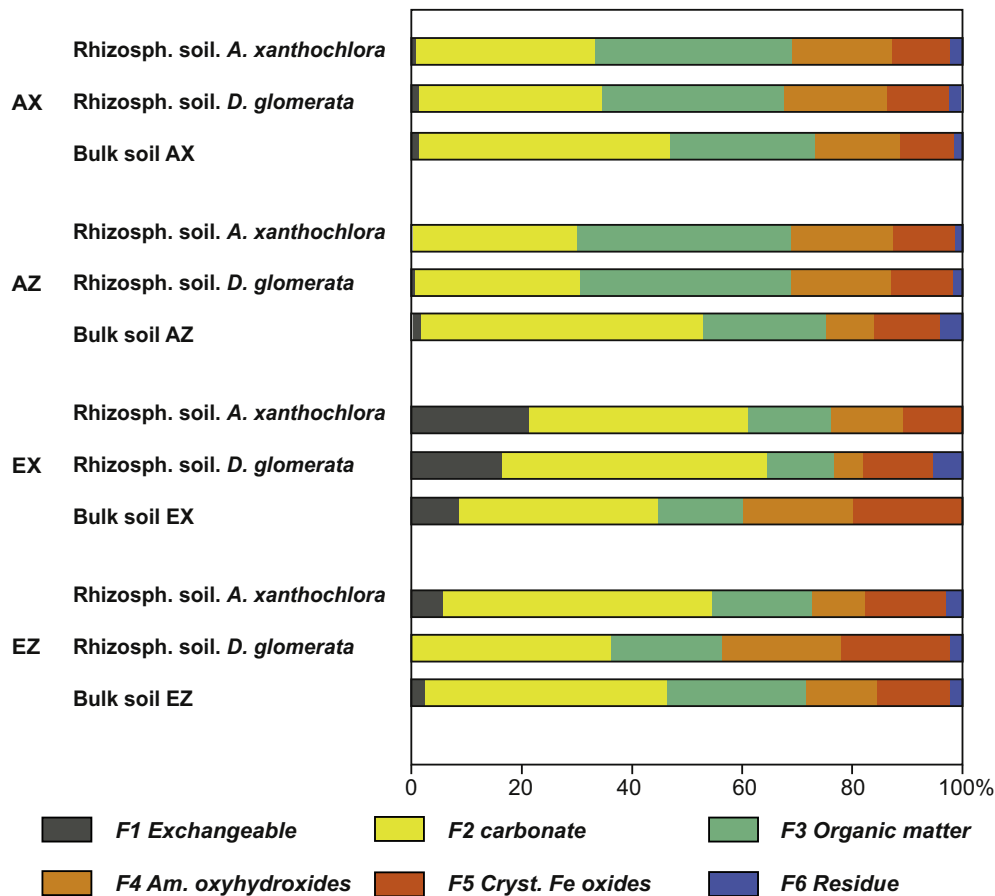 Rhizosph. soil. A. xanthochlora
AX Rhizosph. soil. D. glomerata
Bulk soil AX
Rhizosph. soil. A. xanthochlora
AZ Rhizosph. soil. D. glomerata
Bulk soil AZ
Rhizosph. soil. A. xanthochlora
EX Rhizosph. soil. D. glomerata
Bulk soil EX
Rhizosph. soil. A. xanthochlora
EZ Rhizosph. soil. D. glomerata
Bulk soil EZ
0 20 40 60 80 100%
F1 Exchangeable F2 carbonate F3 Organic matter
F4 Am. oxyhydroxides F5 Cryst. Fe oxides F6 Residue